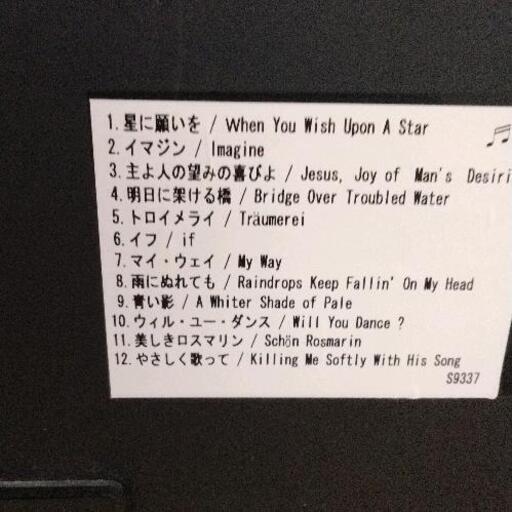 1.星に願いを / When You Wish Upon A Star
2.イマジン / Imagine
3.主よ人の望みの喜びよ / Jesus, Joy of Man's Desiri
4.明日に架ける橋 / Bridge Over Troubled Water
5.トロイメライ / Träumerei
6.イフ / if
7.マイ・ウェイ / My Way
8.雨にぬれても / Raindrops Keep Fallin' On My Head
9.青い影 / A Whiter Shade of Pale
10.ウィル・ユー・ダンス / Will You Dance ?
11.美しきロスマリン / Schön Rosmarin
12.やさしく歌って / Killing Me Softly With His Song
S9337